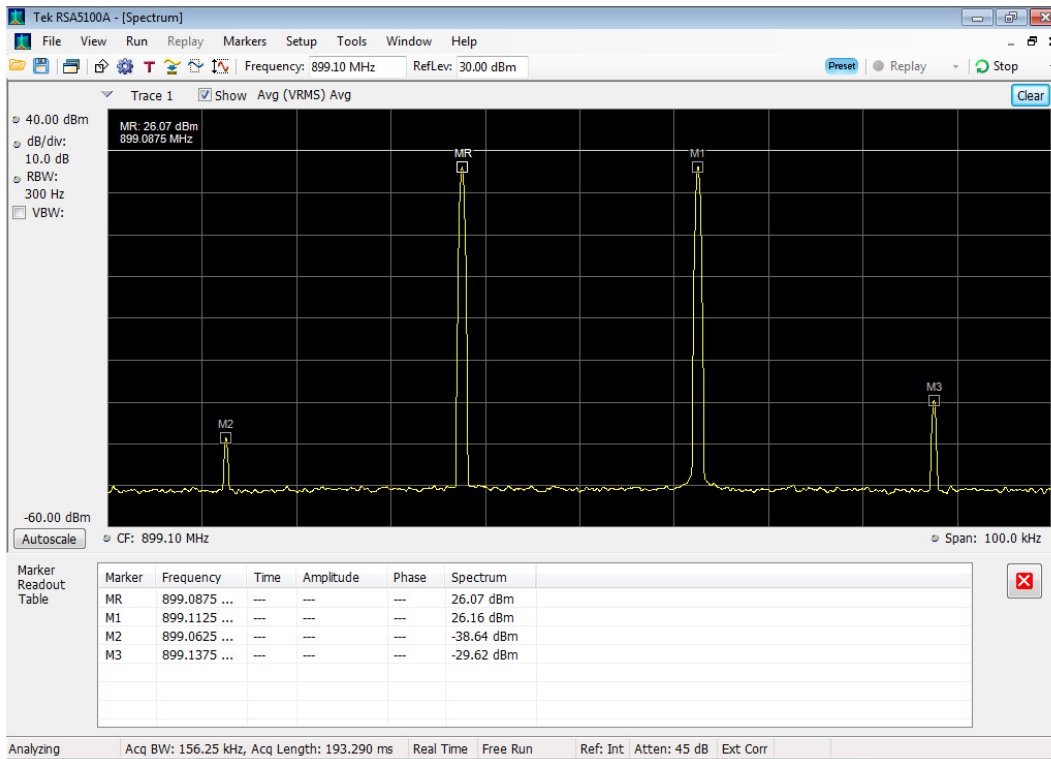 Tek RSA5100A - [Spectrum]
File View Run Replay Markers Setup Tools Window Help
T Frequency: 899.10 MHz RefLev: 30.00 dBm Preset Replay Stop
Trace 1 Show Avg (VRMS) Avg Clear
40.00 dBm
dB/div:
10.0 dB
RBW:
300 Hz
VBW:
MR: 26.07 dBm
899.0875 MHz
MR
M1
M3
M2
-60.00 dBm
Autoscale CF: 899.10 MHz Span: 100.0 kHz
Marker
Readout
Table
Marker Frequency Time Amplitude Phase Spectrum
MR 899.0875 ... --- --- --- 26.07 dBm
M1 899.1125 ... --- --- --- 26.16 dBm
M2 899.0625 ... --- --- --- -38.64 dBm
M3 899.1375 ... --- --- --- -29.62 dBm
Analyzing Acq BW: 156.25 kHz, Acq Length: 193.290 ms Real Time Free Run Ref: Int Atten: 45 dB Ext Corr